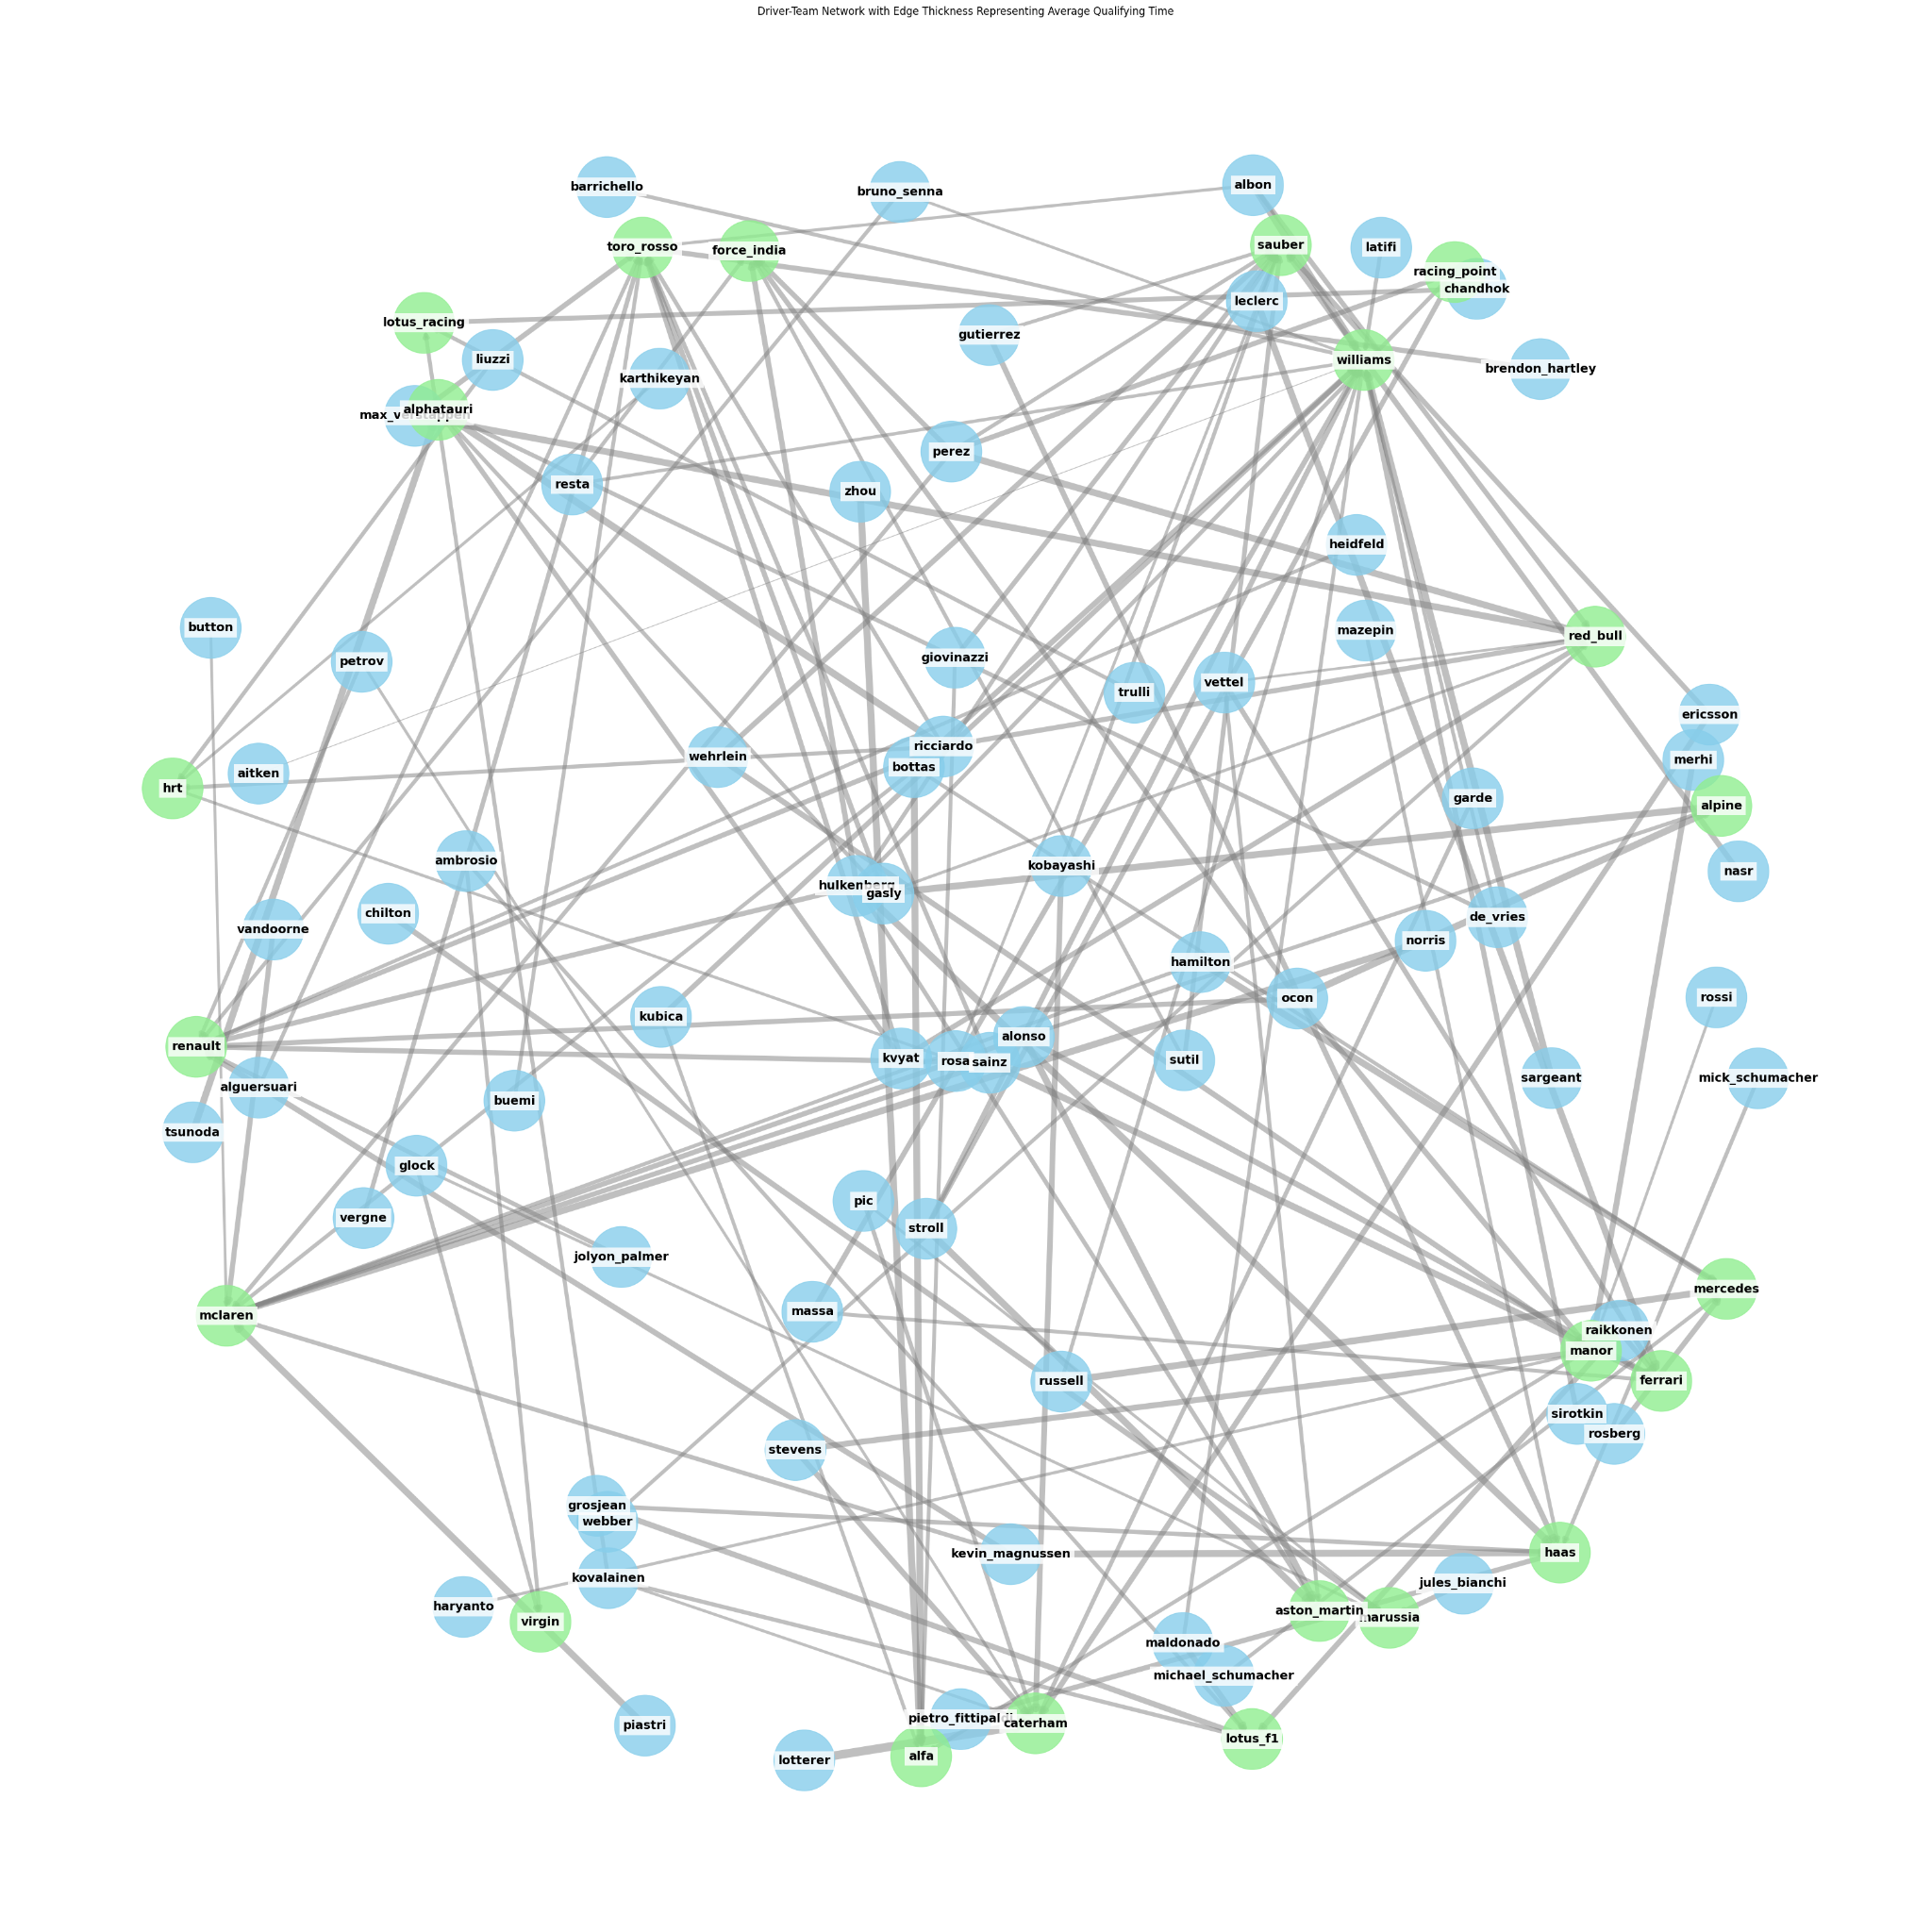 Driver-Team Network with Edge Thickness Representing Average Qualifying Time
barrichello
bruno_senna
albon
toro_rosso
force_india
sauber
latifi
racing_point
chandhok
leclerc
lotus_racing
gutierrez
liuzzi
williams
brendon_hartley
karthikeyan
alphatauri
perez
resta
zhou
heidfeld
button
mazepin
red_bull
petrov
giovinazzi
trulli
vettel
ericsson
ricciardo
wehrlein
merhi
bottas
aitken
hrt
garde
alpine
ambrosio
kobayashi
nasr
gasly
chilton
de_vries
vandoorne
norris
hamilton
ocon
rossi
kubica
alonso
renault
kvyat
rosa
sainz
sutil
sargeant
mick_schumacher
alguersuari
buemi
tsunoda
glock
pic
vergne
stroll
jolyon_palmer
mercedes
massa
mclaren
raikkonen
manor
russell
ferrari
sirotkin
rosberg
stevens
grosjean
webber
kevin_magnussen
haas
kovalainen
jules_bianchi
haryanto
aston_martin
marussia
virgin
maldonado
michael_schumacher
caterham
piastri
lotus_f1
alfa
lotterer